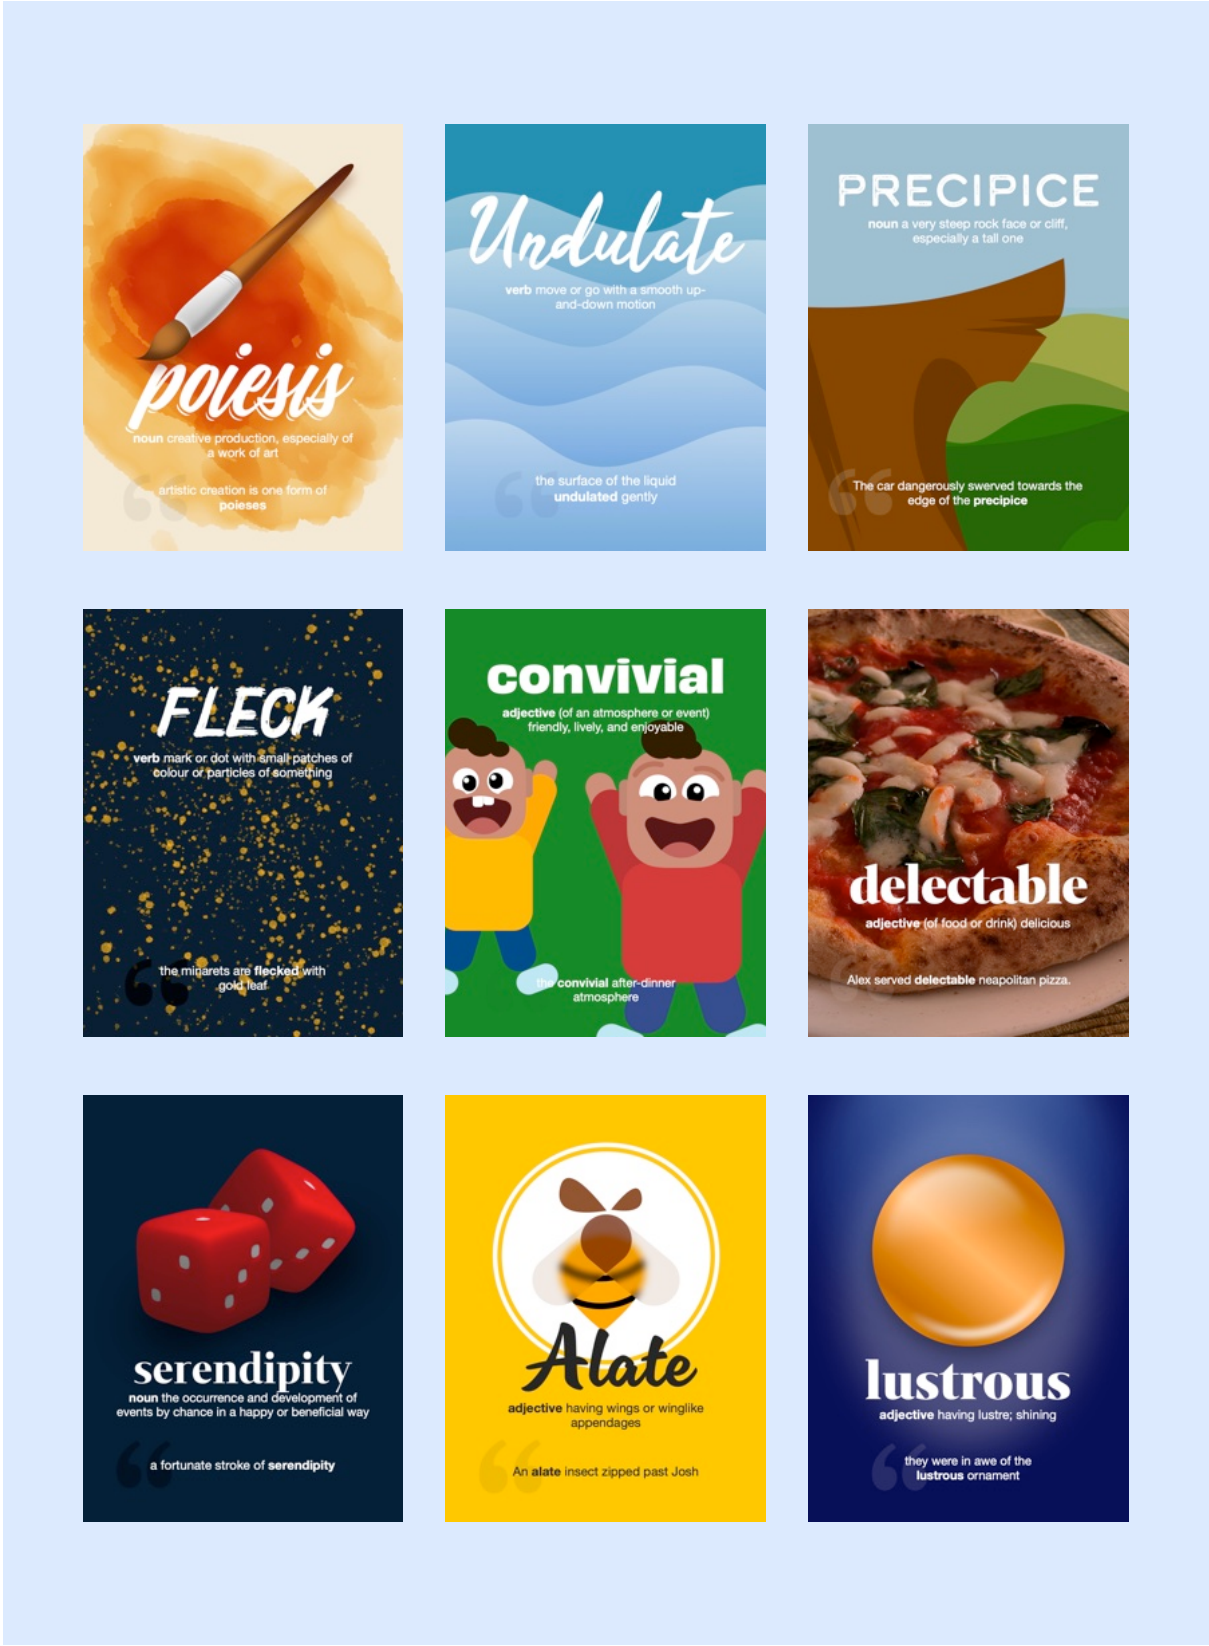 poiesis
noun creative production, especially of
a work of art
artistic creation is one form of
poieses
Undulate
verb move or go with a smooth up-
and-down motion
the surface of the liquid
undulated gently
PRECIPICE
noun a very steep rock face or cliff,
especially a tall one
The car dangerously swerved towards the
edge of the precipice
FLECK
verb mark or dot with small patches of
colour or particles of something
the minarets are flecked with
gold leaf
convivial
adjective (of an atmosphere or event)
friendly, lively, and enjoyable
the convivial after-dinner
atmosphere
delectable
adjective (of food or drink) delicious
Alex served delectable neapolitan pizza.
serendipity
noun the occurrence and development of
events by chance in a happy or beneficial way
a fortunate stroke of serendipity
Alate
adjective having wings or winglike
appendages
An alate insect zipped past Josh
lustrous
adjective having lustre; shining
they were in awe of the
lustrous ornament